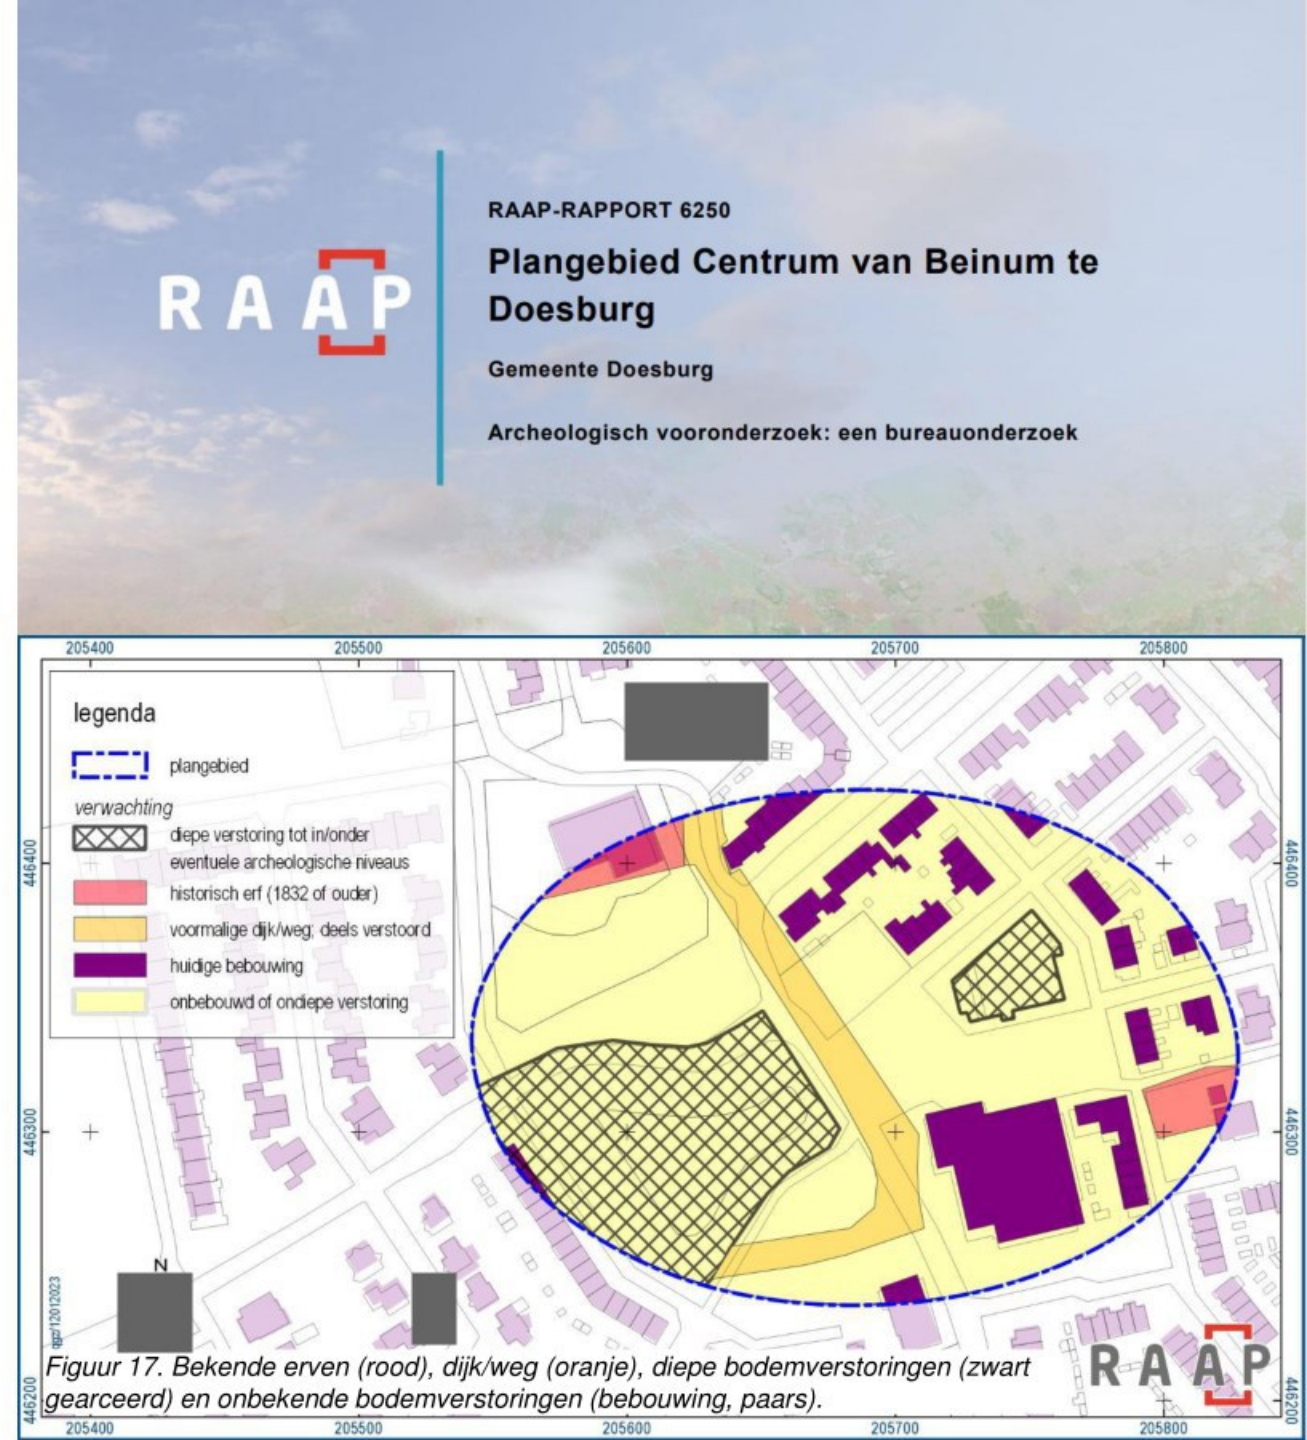 RAAP
RAAP-RAPPORT 6250
Plangebied Centrum van Beinum te
Doesburg
Gemeente Doesburg
Archeologisch vooronderzoek: een bureauonderzoek
205400 205500 205600 205700 205800
legenda
plangebied
verwachting
diepe verstoring tot in/onder
eventuele archeologische niveaus
historisch erf (1832 of ouder)
voormalige dijk/weg; deels verstoord
huidige bebouwing
onbebouwd of ondiepe verstoring
446400 446400
446300 446300
N
Figuur 17. Bekende erven (rood), dijk/weg (oranje), diepe bodemverstoringen (zwart
gearceerd) en onbekende bodemverstoringen (bebouwing, paars).
RAAP
446200 446200
205400 205500 205600 205700 205800